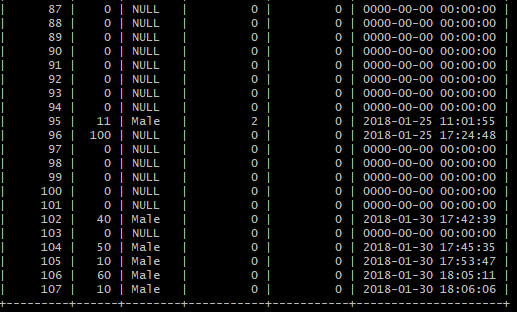 | 87 | 0 | NULL | 0 | 0 | 0000-00-00 00:00:00 |
| 88 | 0 | NULL | 0 | 0 | 0000-00-00 00:00:00 |
| 89 | 0 | NULL | 0 | 0 | 0000-00-00 00:00:00 |
| 90 | 0 | NULL | 0 | 0 | 0000-00-00 00:00:00 |
| 91 | 0 | NULL | 0 | 0 | 0000-00-00 00:00:00 |
| 92 | 0 | NULL | 0 | 0 | 0000-00-00 00:00:00 |
| 93 | 0 | NULL | 0 | 0 | 0000-00-00 00:00:00 |
| 94 | 0 | NULL | 0 | 0 | 0000-00-00 00:00:00 |
| 95 | 11 | Male | 2 | 0 | 2018-01-25 11:01:55 |
| 96 | 100 | NULL | 0 | 0 | 2018-01-25 17:24:48 |
| 97 | 0 | NULL | 0 | 0 | 0000-00-00 00:00:00 |
| 98 | 0 | NULL | 0 | 0 | 0000-00-00 00:00:00 |
| 99 | 0 | NULL | 0 | 0 | 0000-00-00 00:00:00 |
| 100 | 0 | NULL | 0 | 0 | 0000-00-00 00:00:00 |
| 101 | 0 | NULL | 0 | 0 | 0000-00-00 00:00:00 |
| 102 | 40 | Male | 0 | 0 | 2018-01-30 17:42:39 |
| 103 | 0 | NULL | 0 | 0 | 0000-00-00 00:00:00 |
| 104 | 50 | Male | 0 | 0 | 2018-01-30 17:45:35 |
| 105 | 10 | Male | 0 | 0 | 2018-01-30 17:53:47 |
| 106 | 60 | Male | 0 | 0 | 2018-01-30 18:05:11 |
| 107 | 10 | Male | 0 | 0 | 2018-01-30 18:06:06 |